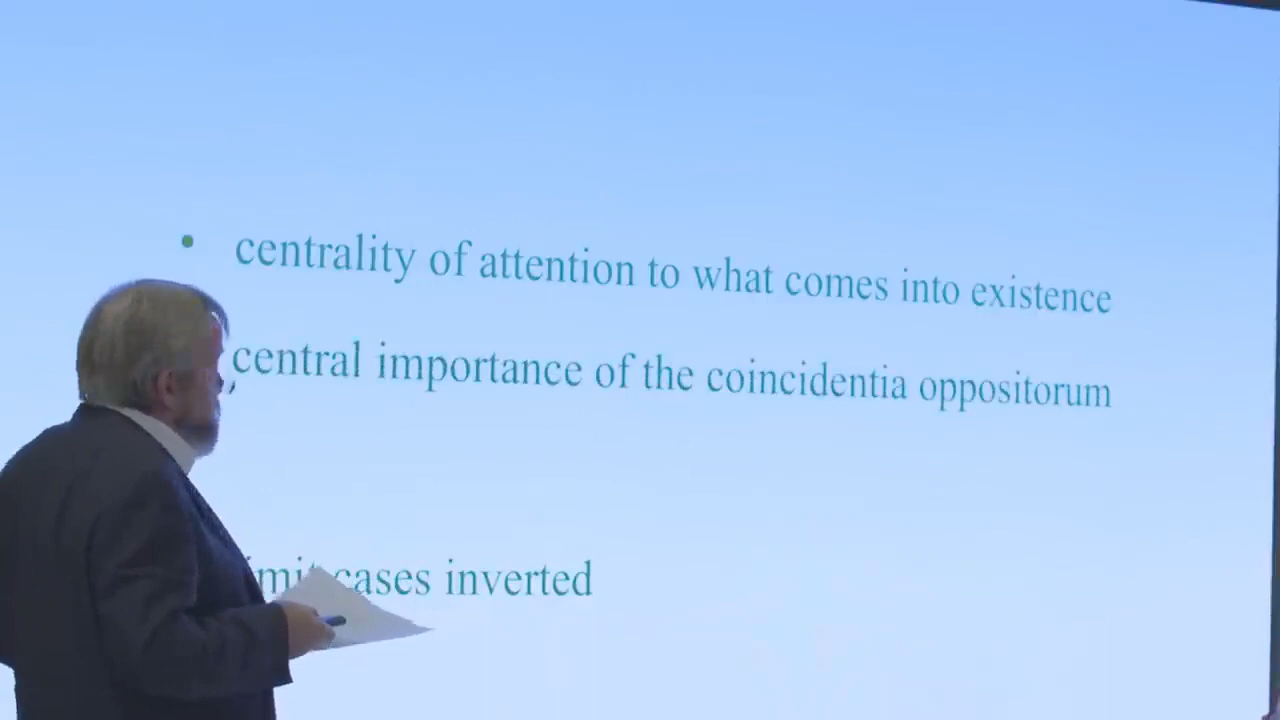 • centrality of attention to what comes into existence
central importance of the coincidentia oppositorum
cases inverted